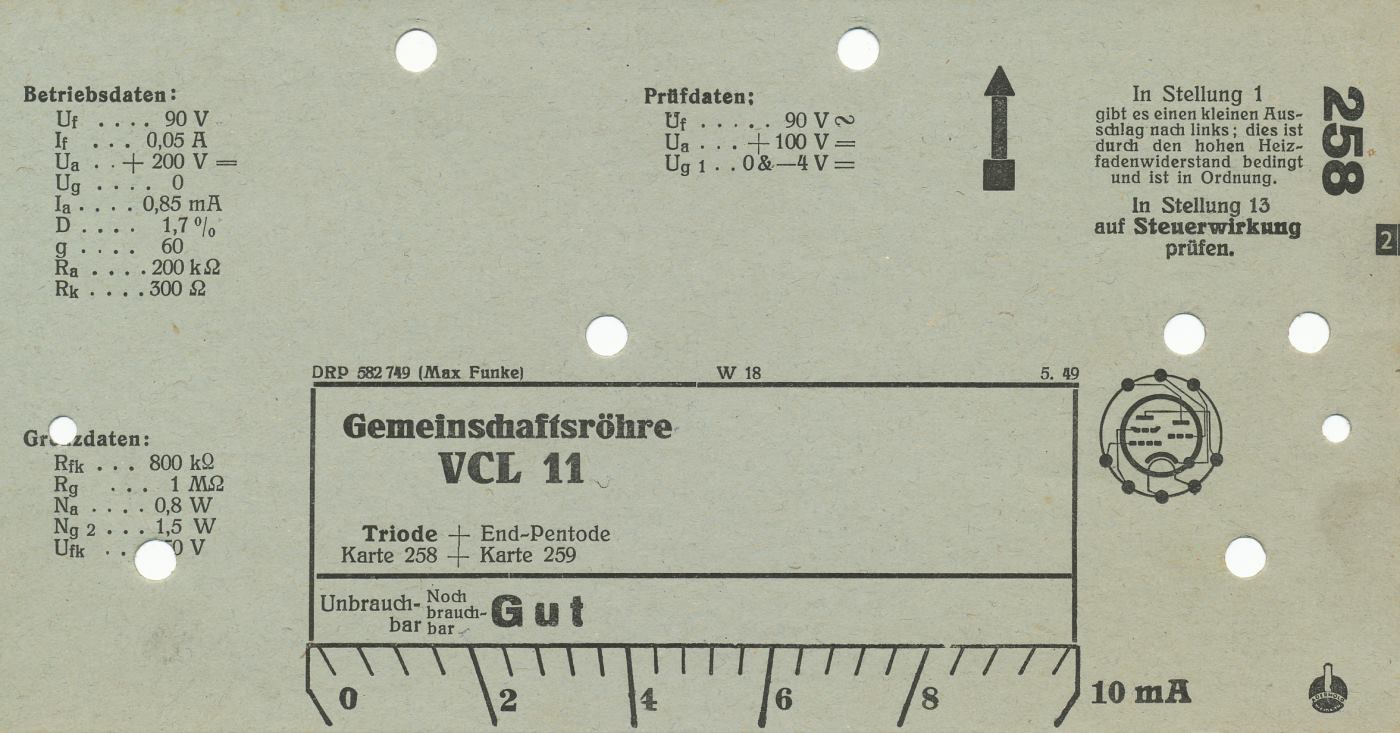 Betriebsdaten:
Uf .... 90 V
If ... 0,05 A
Ua .. + 200 V =
Ug .... 0
Ia .... 0,85 mA
D .... 1,7 %
g .... 60
Ra .... 200 kΩ
Rk .... 300 Ω
Prüfdaten:
Uf ..... 90 V ∾
Ua ... + 100 V =
Ug 1 .. 0 & —4 V =
In Stellung 1
gibt es einen kleinen Aus-
schlag nach links; dies ist
durch den hohen Heiz-
fadenwiderstand bedingt
und ist in Ordnung.
In Stellung 13
auf Steuerwirkung
prüfen.
258
2
DRP 582 749 (Max Funke) W 18 5. 49
Gemeinschaftsröhre
VCL 11
Triode + End-Pentode
Karte 258 + Karte 259
Unbrauch-
bar
Noch
brauch-
bar
Gut
0 2 4 6 8 10 mA
daten:
Rfk ... 800 kΩ
Rg ... 1 MΩ
Na .... 0,8 W
Ng 2 ... 1,5 W
Ufk .. 0 V